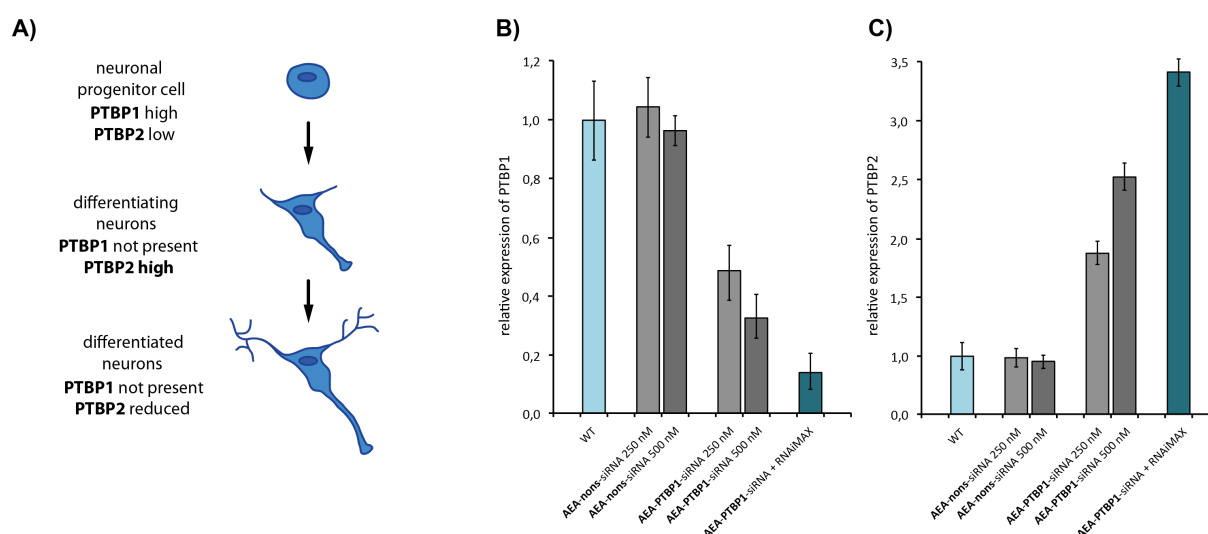 A)
neuronal
progenitor cell
PTBP1 high
PTBP2 low
differentiating
neurons
PTBP1 not present
PTBP2 high
differentiated
neurons
PTBP1 not present
PTBP2 reduced
B)
relative expression of PTBP1
1,2
1,0
0,8
0,6
0,4
0,2
0,0
WT
AEA-nons-siRNA 250 nM
AEA-nons-siRNA 500 nM
AEA-PTBP1-siRNA 250 nM
AEA-PTBP1-siRNA 500 nM
AEA-PTBP1-siRNA + RNAiMAX
C)
relative expression of PTBP2
3,5
3,0
2,5
2,0
1,5
1,0
0,0
WT
AEA-nons-siRNA 250 nM
AEA-nons-siRNA 500 nM
AEA-PTBP1-siRNA 250 nM
AEA-PTBP1-siRNA 500 nM
AEA-PTBP1-siRNA + RNAiMAX